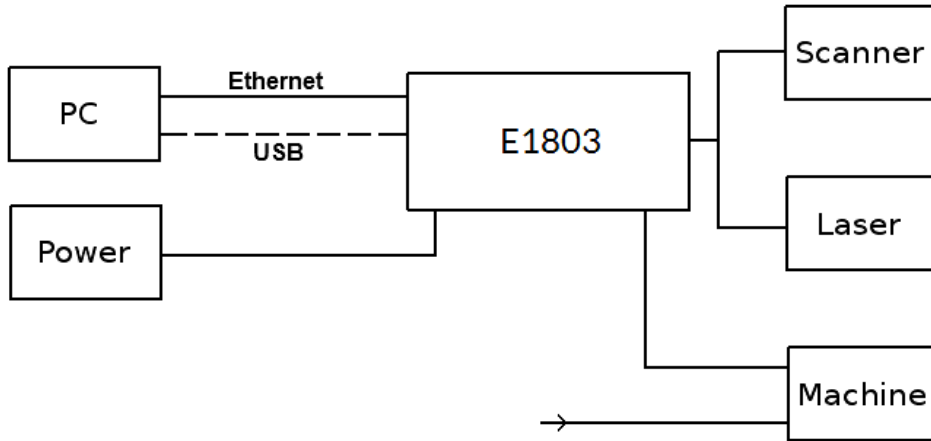 Scanner
Ethernet
PC
E1803
USB
Laser
Power
Machine